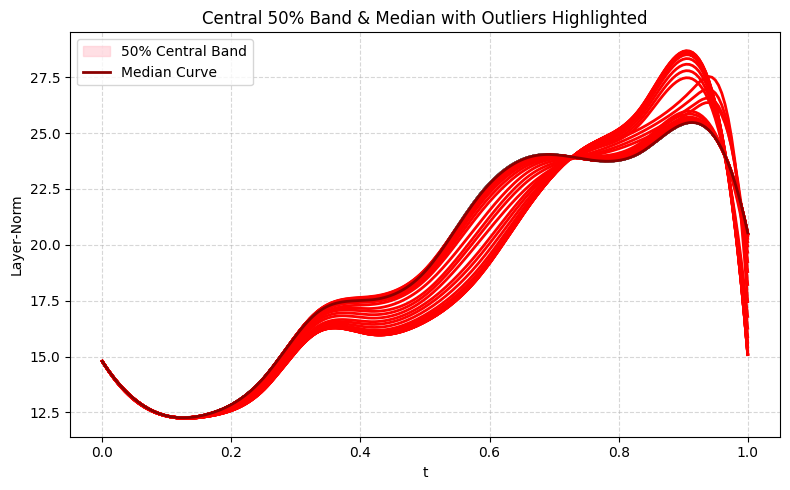 Central 50% Band & Median with Outliers Highlighted
50% Central Band
Median Curve
Layer-Norm
27.5
25.0
22.5
20.0
17.5
15.0
12.5
0.0 0.2 0.4 0.6 0.8 1.0
t